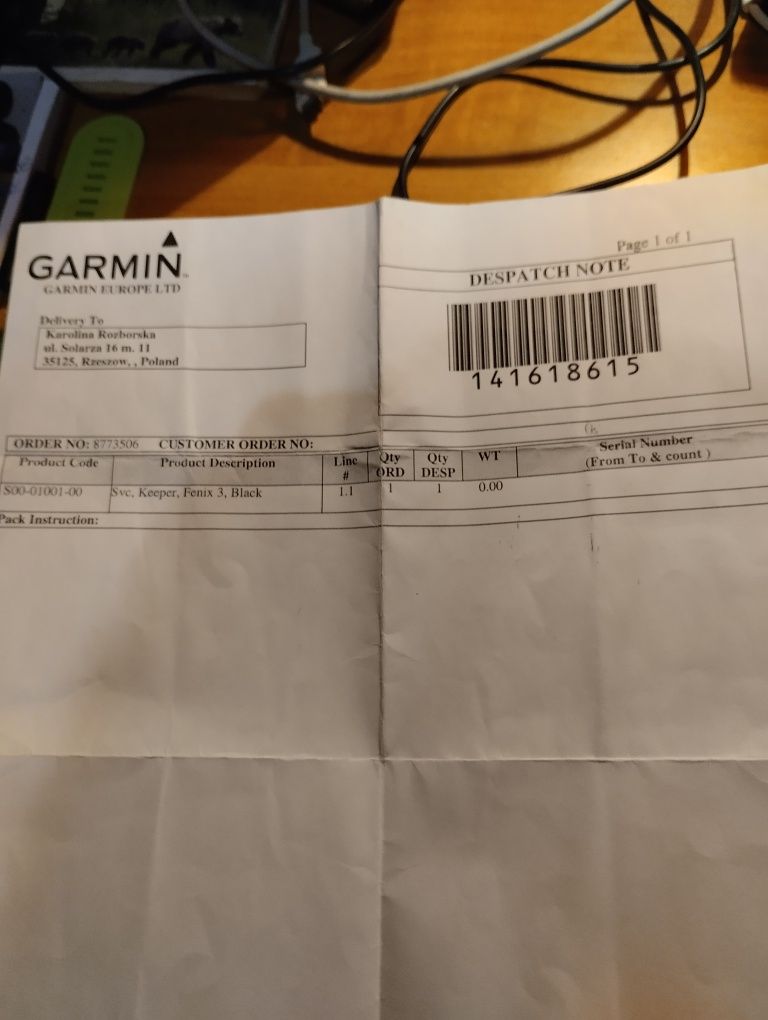 GARMIN™
GARMIN EUROPE LTD
Page 1 of 1
DESPATCH NOTE
141618615
Delivery To
Karolina Rozborska
ul. Solarza 16 m. 11
35125, Rzeszow, , Poland
ORDER NO: 8773506 CUSTOMER ORDER NO:
Product Code Product Description Line # Qty ORD Qty DESP WT Serial Number (From To & count )
S00-01001-00 Svc, Keeper, Fenix 3, Black 1.1 1 1 0.00
Pack Instruction: